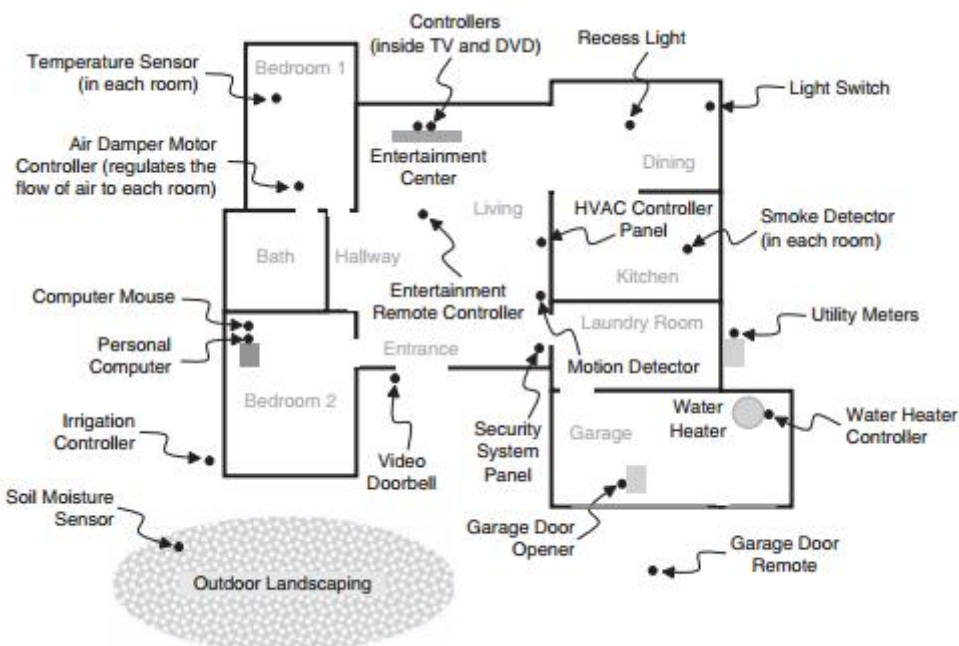 Controllers
(inside TV and DVD)
Recess Light
Temperature Sensor
(in each room)
Bedroom 1
Light Switch
Air Damper Motor
Controller (regulates the
flow of air to each room)
Entertainment
Center
Dining
Living
HVAC Controller
Panel
Smoke Detector
(in each room)
Bath
Hallway
Kitchen
Computer Mouse
Entertainment
Remote Controller
Laundry Room
Utility Meters
Personal
Computer
Entrance
Motion Detector
Bedroom 2
Irrigation
Controller
Video
Doorbell
Security
System
Panel
Garage
Water
Heater
Water Heater
Controller
Soil Moisture
Sensor
Garage Door
Opener
Garage Door
Remote
Outdoor Landscaping